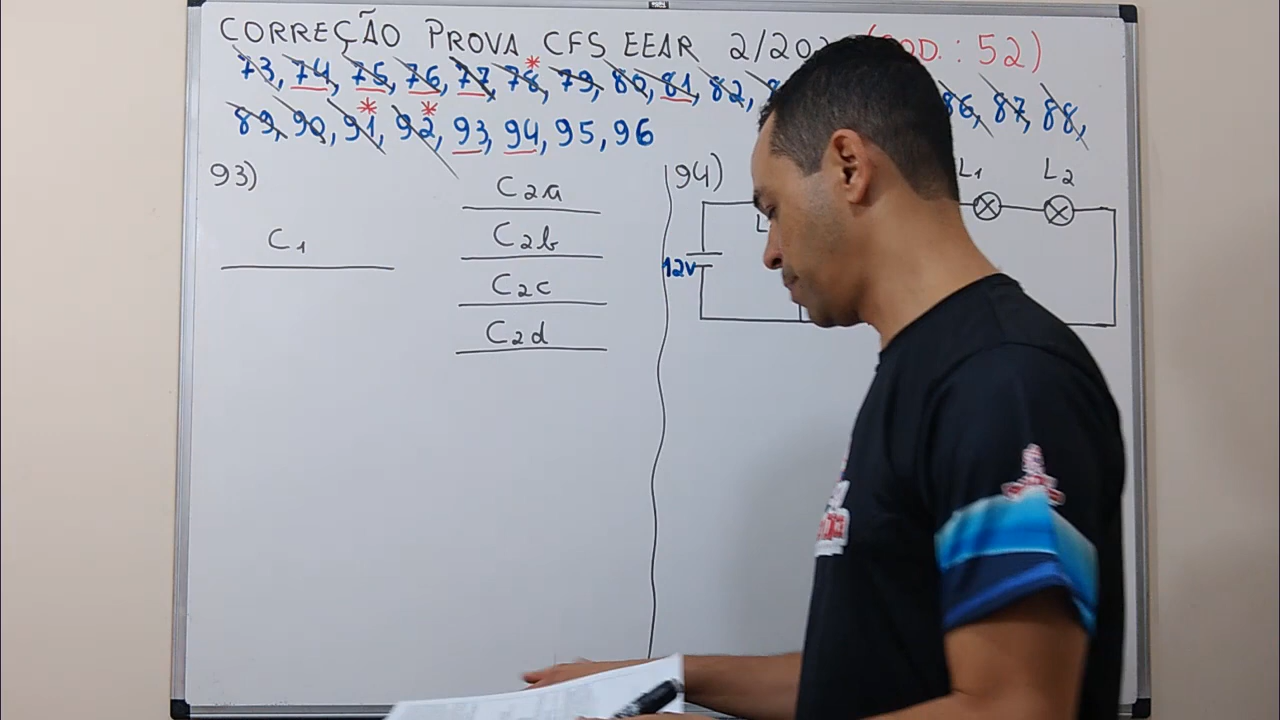 CORREÇÃO PROVA CFS EEAR 2/202 COD.: 52)
73, 74, 75, 76, 77, 78*, 79, 80, 81, 82, 86, 87, 88,
89, 90, 91*, 92*, 93, 94, 95, 96
93)
C1
C2a
C2b
C2c
C2d
94)
L1 L2
L
12V